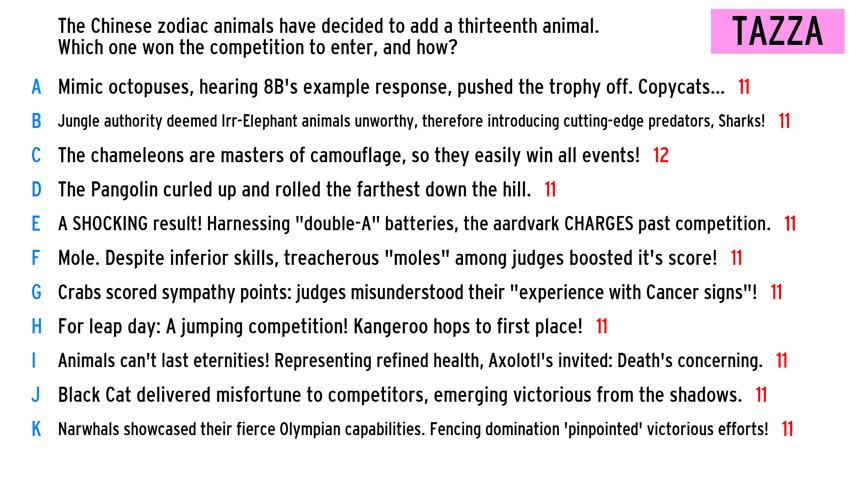 The Chinese zodiac animals have decided to add a thirteenth animal.
Which one won the competition to enter, and how?
TAZZA
A Mimic octopuses, hearing 8B's example response, pushed the trophy off. Copycats... 11
B Jungle authority deemed Irr-Elephant animals unworthy, therefore introducing cutting-edge predators, Sharks! 11
C The chameleons are masters of camouflage, so they easily win all events! 12
D The Pangolin curled up and rolled the farthest down the hill. 11
E A SHOCKING result! Harnessing "double-A" batteries, the aardvark CHARGES past competition. 11
F Mole. Despite inferior skills, treacherous "moles" among judges boosted it's score! 11
G Crabs scored sympathy points: judges misunderstood their "experience with Cancer signs"! 11
H For leap day: A jumping competition! Kangeroo hops to first place! 11
I Animals can't last eternities! Representing refined health, Axolotl's invited: Death's concerning. 11
J Black Cat delivered misfortune to competitors, emerging victorious from the shadows. 11
K Narwhals showcased their fierce Olympian capabilities. Fencing domination 'pinpointed' victorious efforts! 11